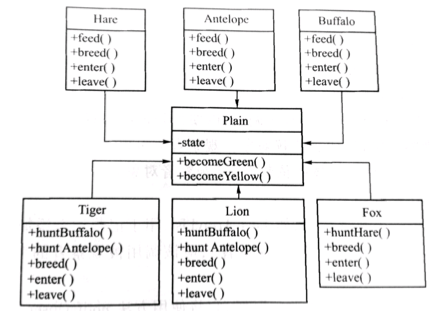 Hare
+feed( )
+breed( )
+enter( )
+leave( )
Antelope
+feed( )
+breed( )
+enter( )
+leave( )
Buffalo
+feed( )
+breed( )
+enter( )
+leave( )
Plain
-state
+becomeGreen( )
+becomeYellow( )
Tiger
+huntBuffalo( )
+hunt Antelope( )
+breed( )
+enter( )
+leave( )
Lion
+huntBuffalo( )
+hunt Antelope( )
+breed( )
+enter( )
+leave( )
Fox
+huntHare( )
+breed( )
+enter( )
+leave( )